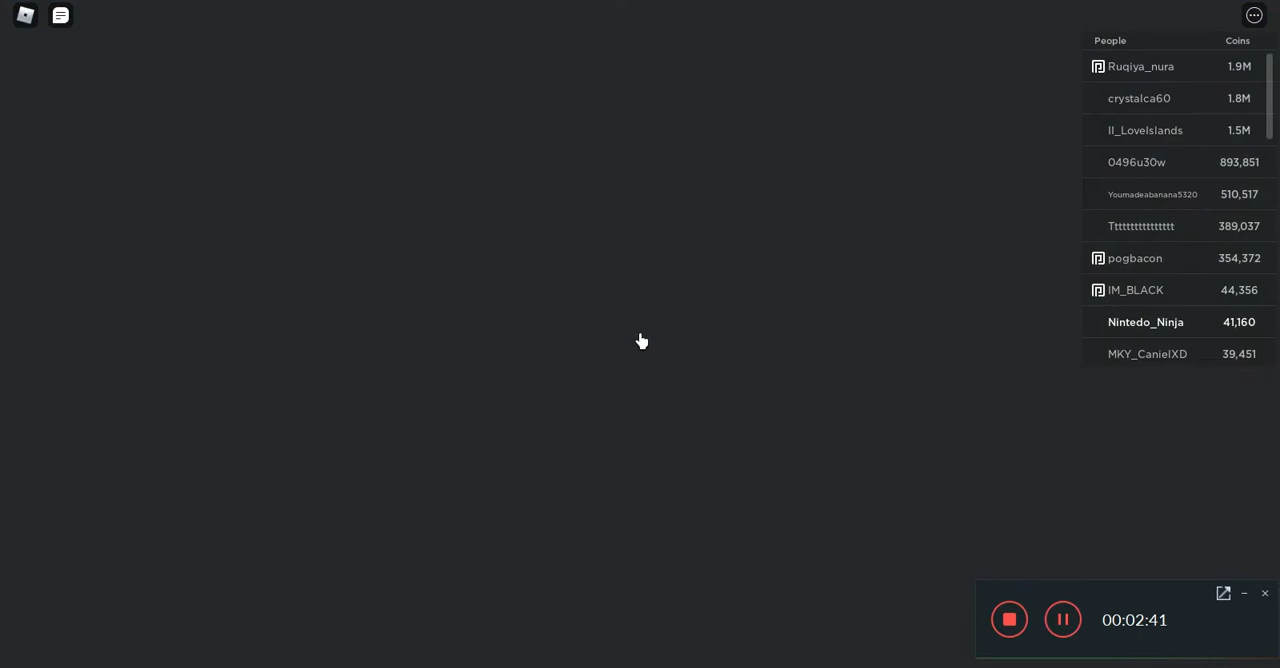 People Coins
Ruqiya_nura 1.9M
crystalca60 1.8M
II_LoveIslands 1.5M
0496u30w 893,851
Youmadeabanana5320 510,517
Tttttttttttttttt 389,037
pogbacon 354,372
IM_BLACK 44,356
Nintedo_Ninja 41,160
MKY_CanielXD 39,451
00:02:41